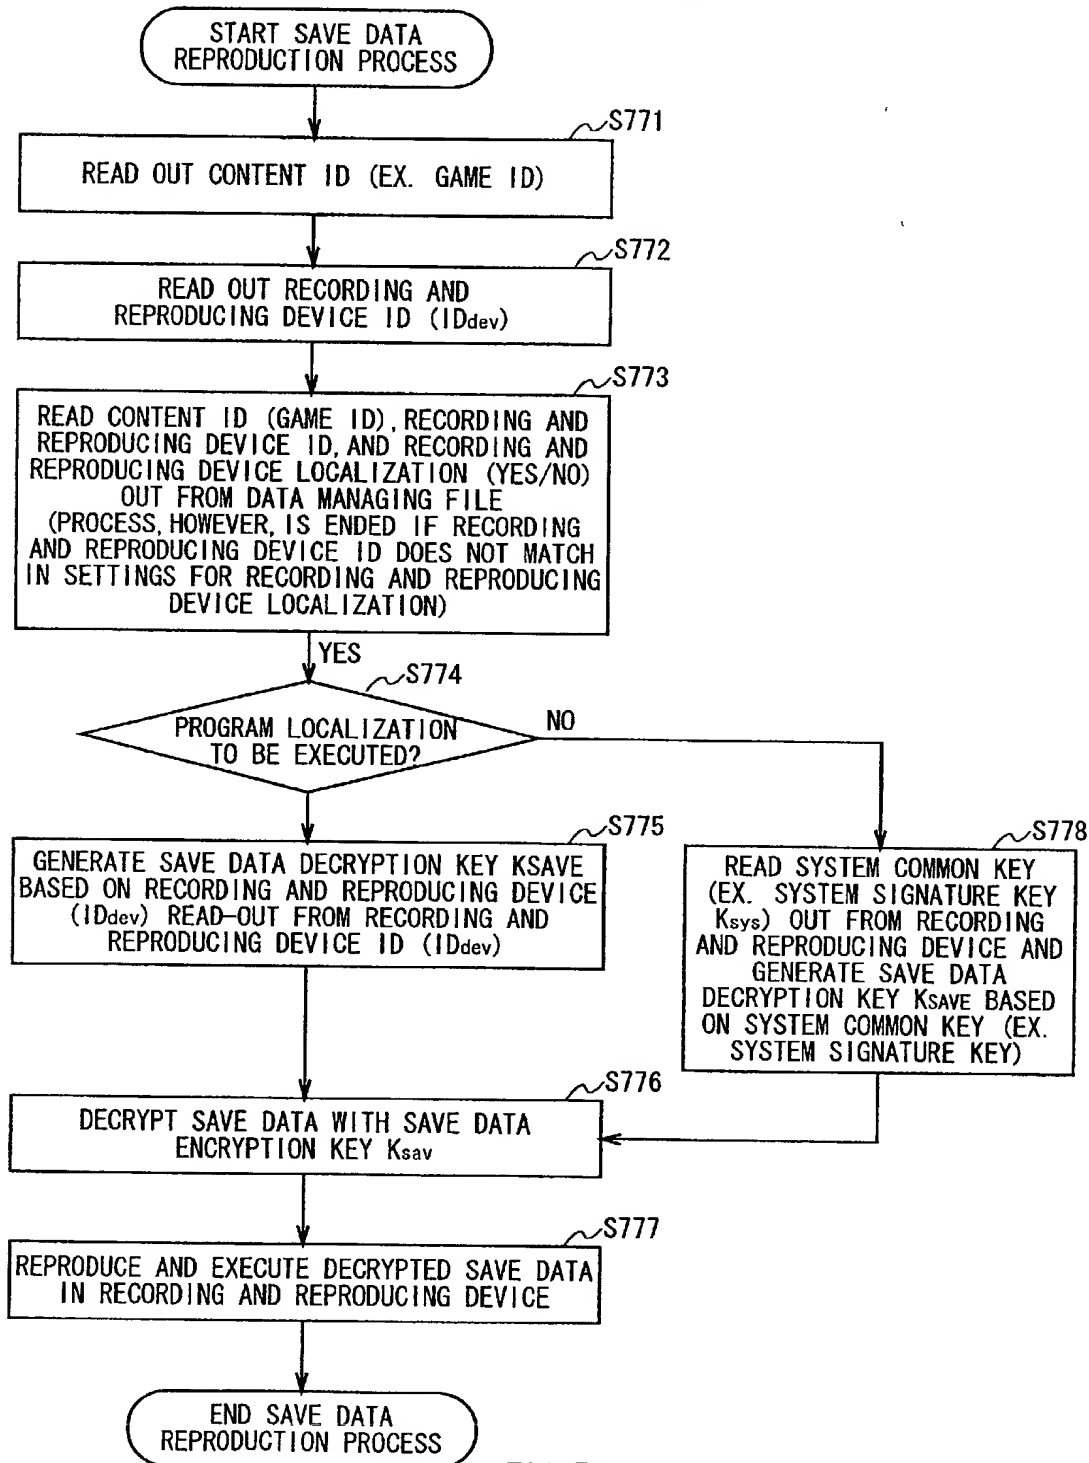 START SAVE DATA
REPRODUCTION PROCESS
S771
READ OUT CONTENT ID (EX. GAME ID)
S772
READ OUT RECORDING AND
REPRODUCING DEVICE ID (IDdev)
S773
READ CONTENT ID (GAME ID), RECORDING AND
REPRODUCING DEVICE ID, AND RECORDING AND
REPRODUCING DEVICE LOCALIZATION (YES/NO)
OUT FROM DATA MANAGING FILE
(PROCESS, HOWEVER, IS ENDED IF RECORDING
AND REPRODUCING DEVICE ID DOES NOT MATCH
IN SETTINGS FOR RECORDING AND REPRODUCING
DEVICE LOCALIZATION)
YES
S774
PROGRAM LOCALIZATION
TO BE EXECUTED?
NO
S775
GENERATE SAVE DATA DECRYPTION KEY KSAVE
BASED ON RECORDING AND REPRODUCING DEVICE
(IDdev) READ-OUT FROM RECORDING AND
REPRODUCING DEVICE ID (IDdev)
S778
READ SYSTEM COMMON KEY
(EX. SYSTEM SIGNATURE KEY
Ksys) OUT FROM RECORDING
AND REPRODUCING DEVICE AND
GENERATE SAVE DATA
DECRYPTION KEY KSAVE BASED
ON SYSTEM COMMON KEY (EX.
SYSTEM SIGNATURE KEY)
S776
DECRYPT SAVE DATA WITH SAVE DATA
ENCRYPTION KEY Ksav
S777
REPRODUCE AND EXECUTE DECRYPTED SAVE DATA
IN RECORDING AND REPRODUCING DEVICE
END SAVE DATA
REPRODUCTION PROCESS